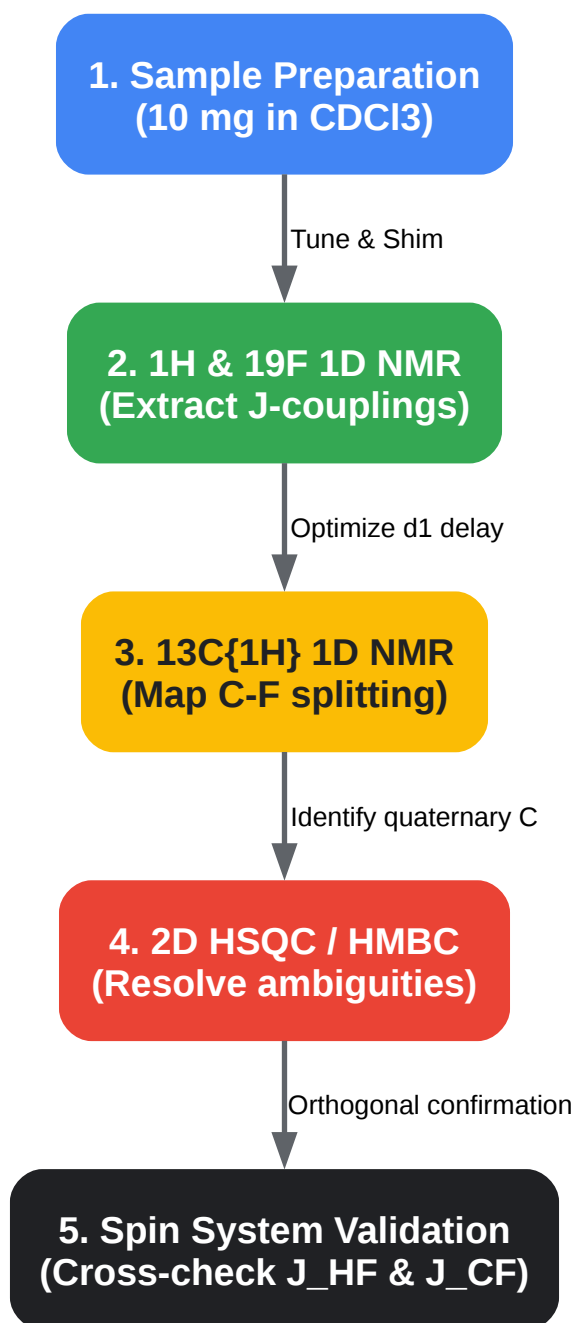 1. Sample Preparation
(10 mg in CDCl3)
Tune & Shim
2. 1H & 19F 1D NMR
(Extract J-couplings)
Optimize d1 delay
3. 13C{1H} 1D NMR
(Map C-F splitting)
Identify quaternary C
4. 2D HSQC / HMBC
(Resolve ambiguities)
Orthogonal confirmation
5. Spin System Validation
(Cross-check J_HF & J_CF)